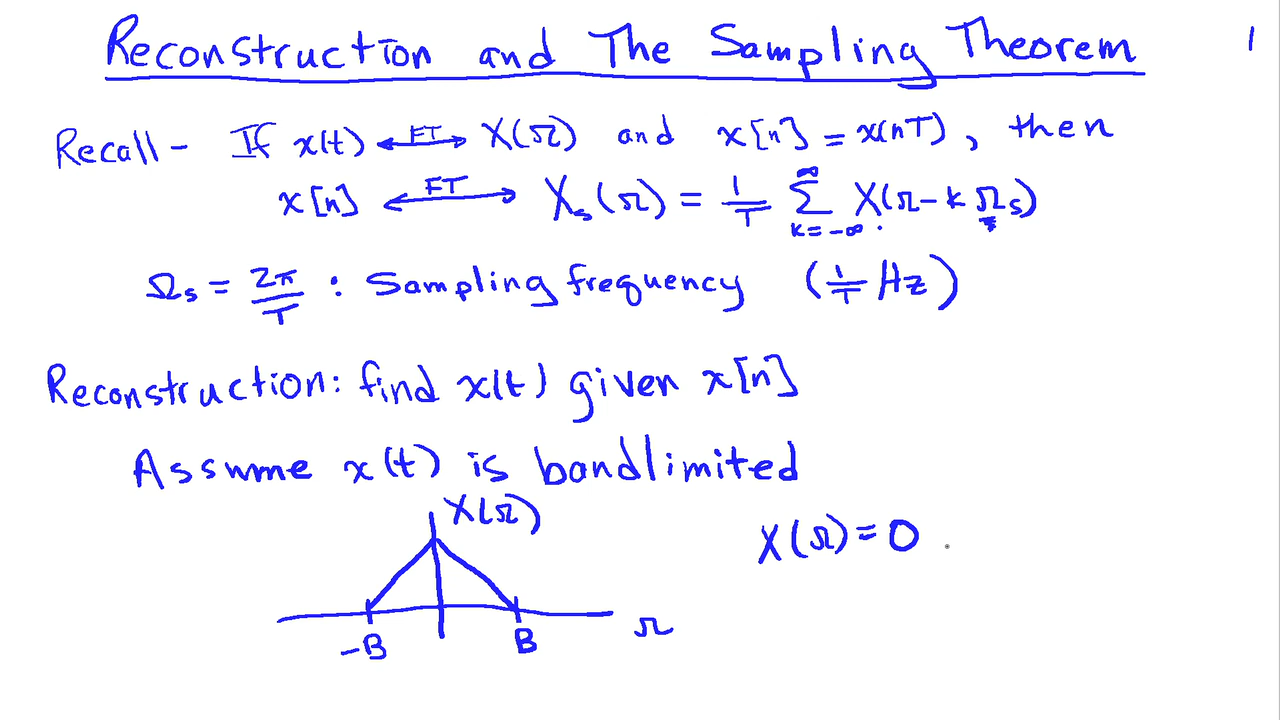 Reconstruction and The Sampling Theorem 1
Recall - If x(t) ←FT→ X(Ω) and x[n] = x(nT), then
x[n] ←FT→ Xₛ(Ω) = 1/T ∑_{k=-∞}^{∞} X(Ω - kΩₛ)
Ωₛ = 2π/T : Sampling frequency (1/T Hz)
Reconstruction: find x(t) given x[n]
Assume x(t) is bandlimited
X(Ω)
X(Ω) = 0
-B B Ω